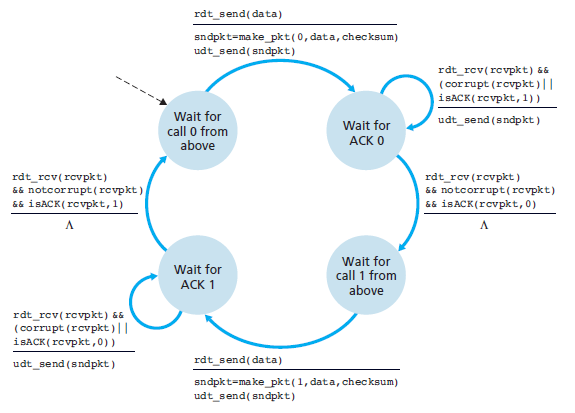 rdt_send(data)
sndpkt=make_pkt(0,data,checksum)
udt_send(sndpkt)
rdt_rcv(rcvpkt) &&
(corrupt(rcvpkt)||
isACK(rcvpkt,1))
udt_send(sndpkt)
Wait for
call 0 from
above
Wait for
ACK 0
rdt_rcv(rcvpkt)
&& notcorrupt(rcvpkt)
&& isACK(rcvpkt,1)
Λ
rdt_rcv(rcvpkt)
&& notcorrupt(rcvpkt)
&& isACK(rcvpkt,0)
Λ
Wait for
ACK 1
Wait for
call 1 from
above
rdt_rcv(rcvpkt) &&
(corrupt(rcvpkt)||
isACK(rcvpkt,0))
udt_send(sndpkt)
rdt_send(data)
sndpkt=make_pkt(1,data,checksum)
udt_send(sndpkt)